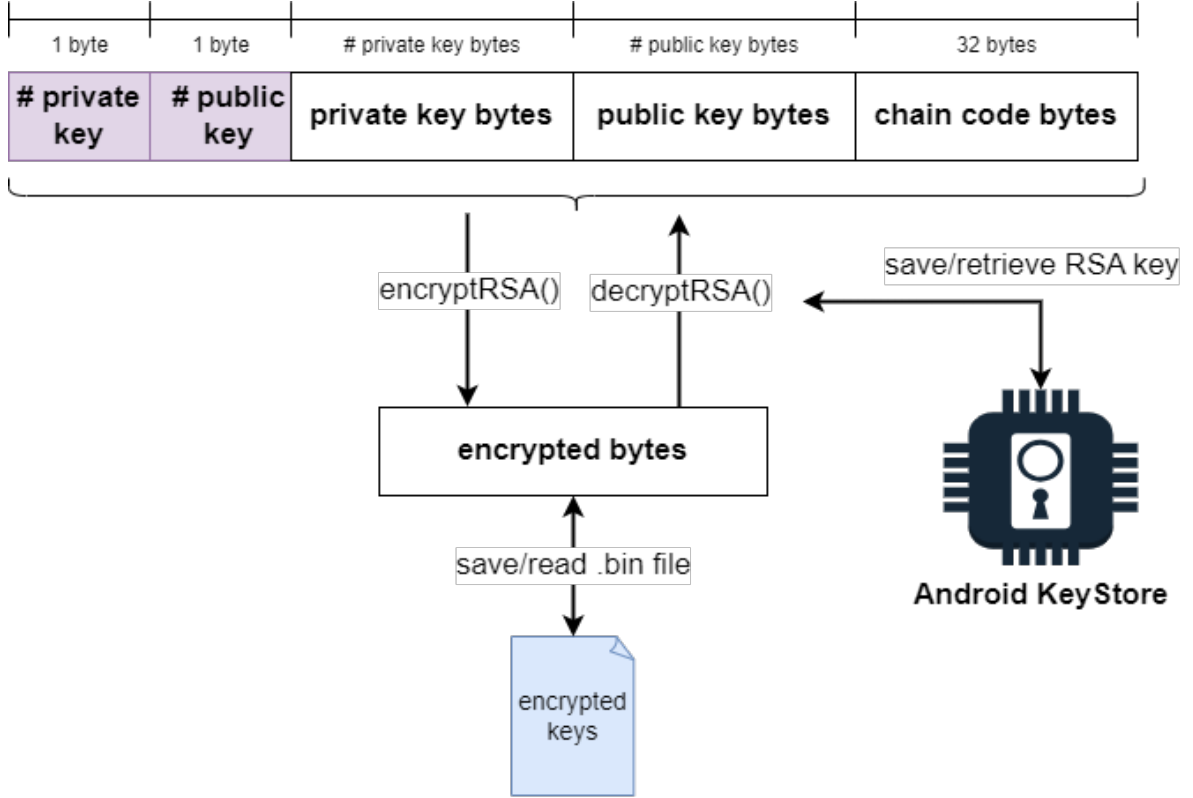 1 byte
1 byte
# private key bytes
# public key bytes
32 bytes
# private
key
# public
key
private key bytes
public key bytes
chain code bytes
encryptRSA()
decryptRSA()
save/retrieve RSA key
encrypted bytes
save/read .bin file
Android KeyStore
encrypted
keys